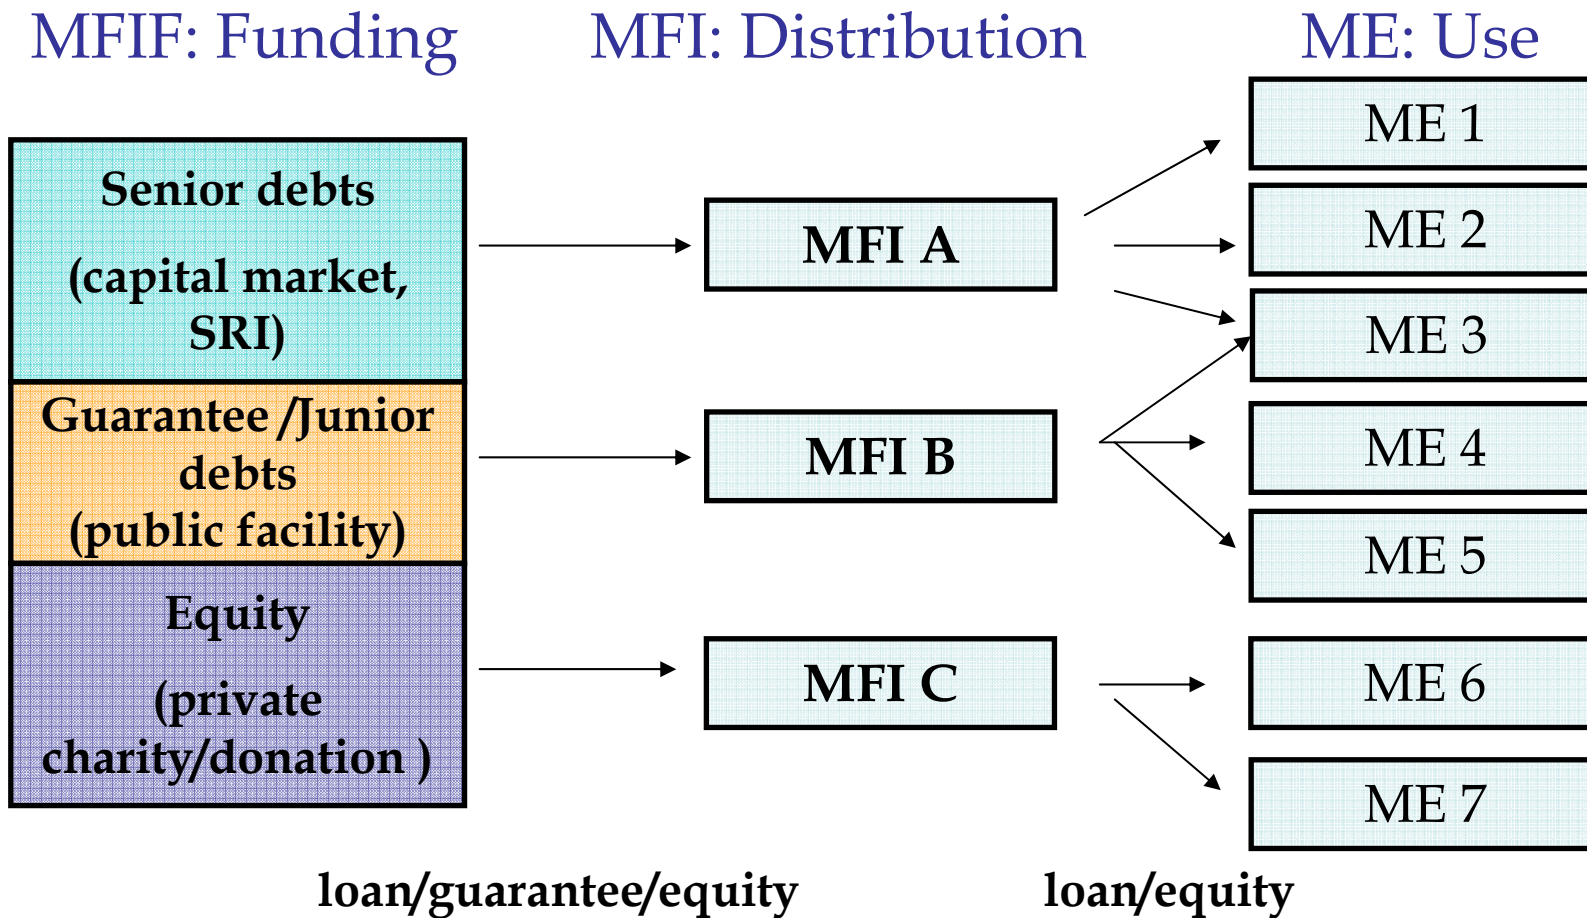 MFIF: Funding
MFI: Distribution
ME: Use
Senior debts
(capital market,
SRI)
Guarantee /Junior
debts
(public facility)
Equity
(private
charity/donation )
MFI A
MFI B
MFI C
ME 1
ME 2
ME 3
ME 4
ME 5
ME 6
ME 7
loan/guarantee/equity
loan/equity